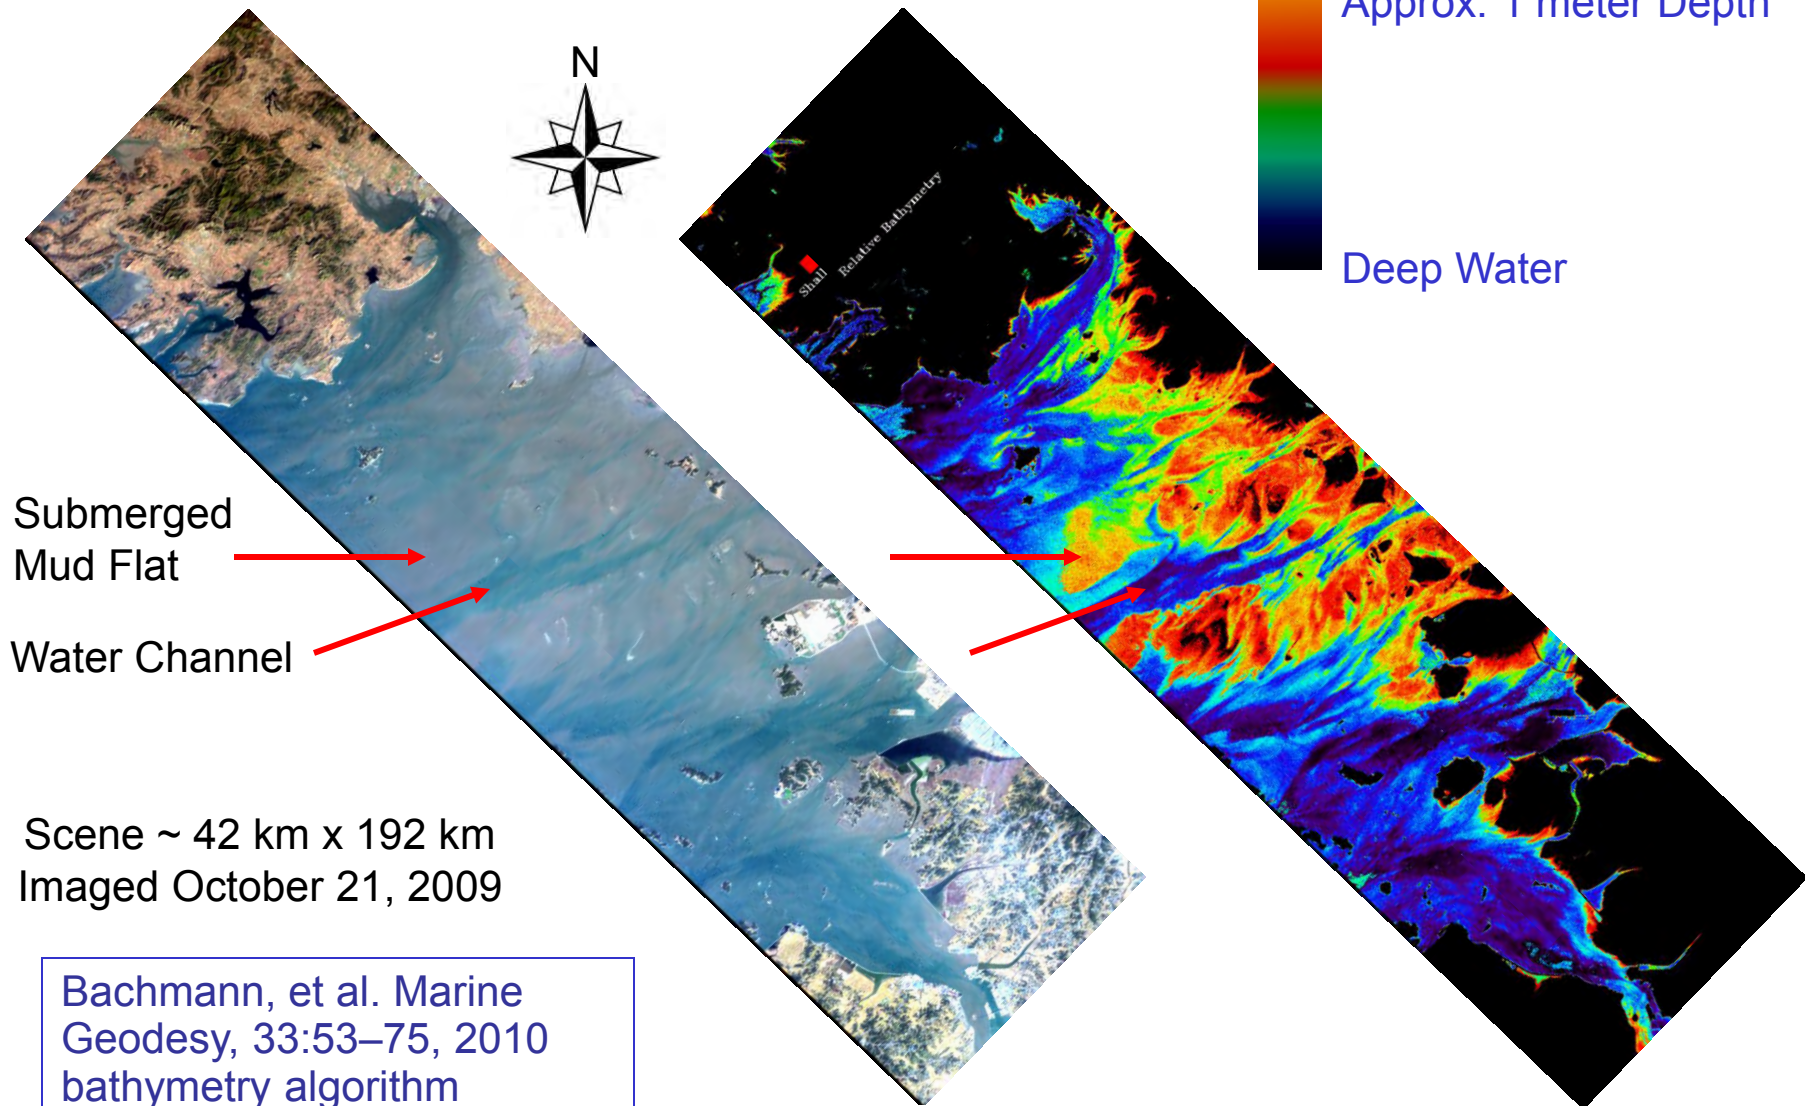 Approx. 1 meter Depth
N
Relative Bathymetry
Shall
Deep Water
Submerged
Mud Flat
Water Channel
Scene ~ 42 km x 192 km
Imaged October 21, 2009
Bachmann, et al. Marine
Geodesy, 33:53–75, 2010
bathymetry algorithm